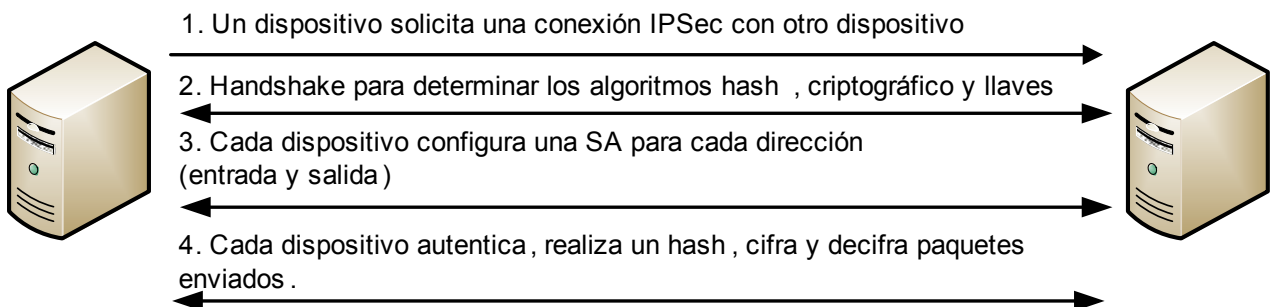 1. Un dispositivo solicita una conexión IPSec con otro dispositivo
2. Handshake para determinar los algoritmos hash , criptográfico y llaves
3. Cada dispositivo configura una SA para cada dirección
(entrada y salida )
4. Cada dispositivo autentica , realiza un hash , cifra y decifra paquetes
enviados .